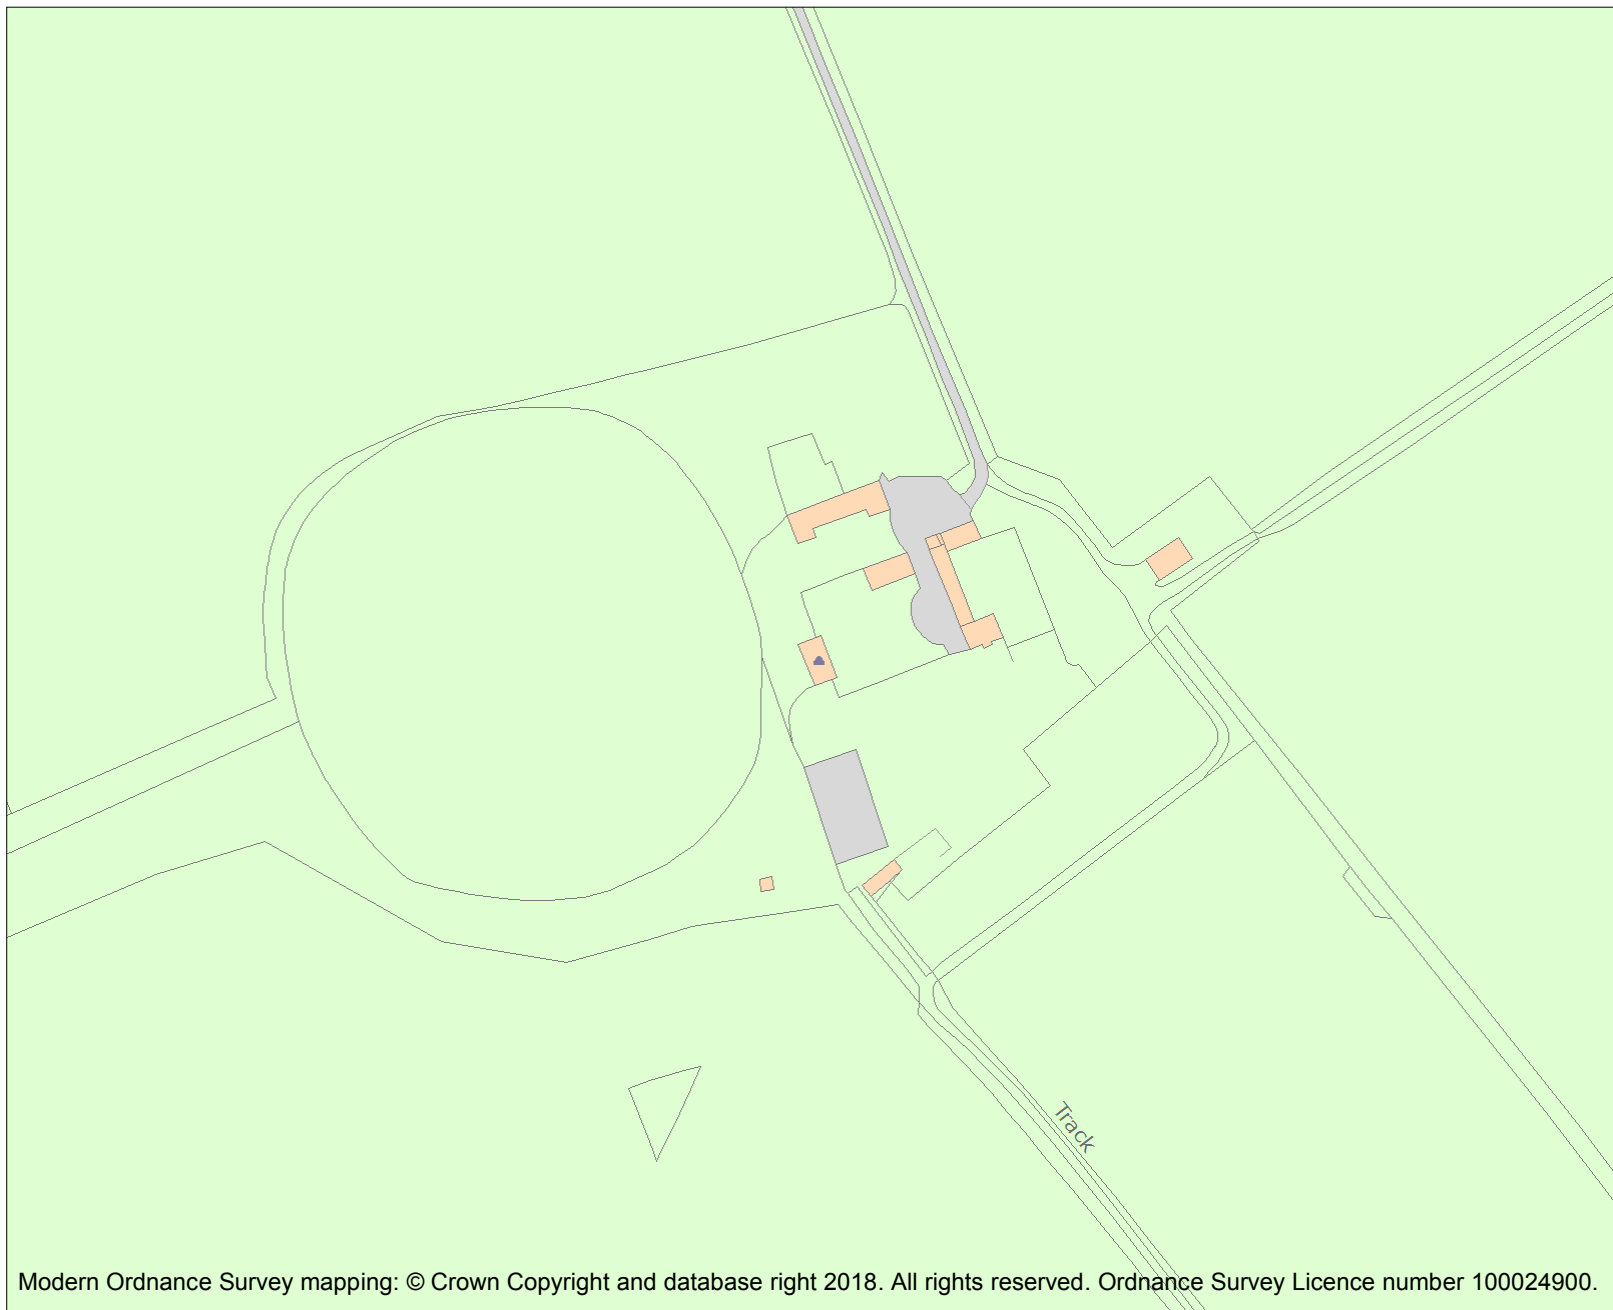 Track
Modern Ordnance Survey mapping: © Crown Copyright and database right 2018. All rights reserved. Ordnance Survey Licence number 100024900.